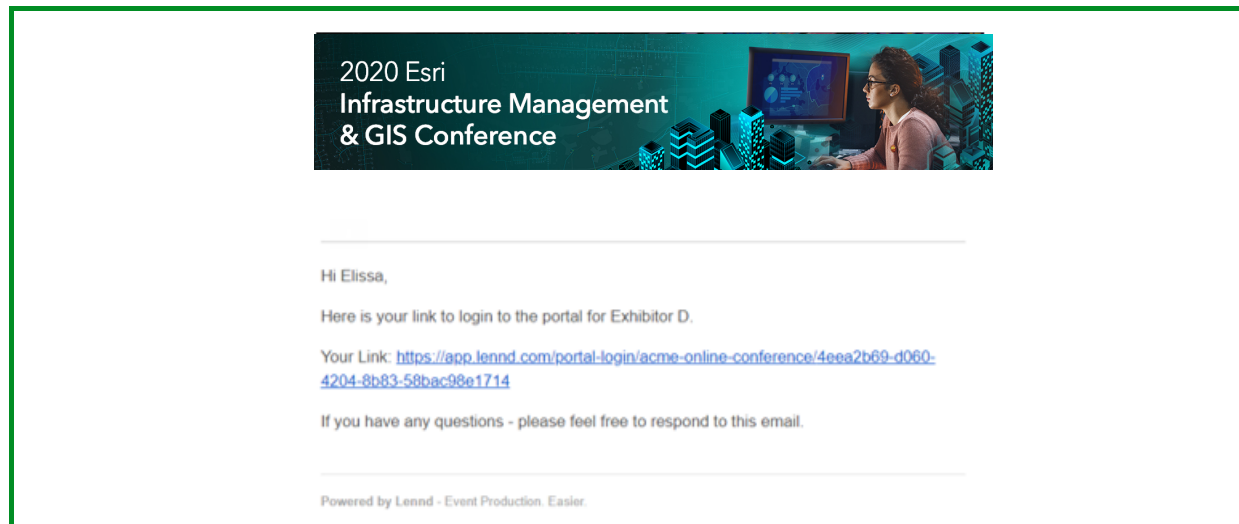 2020 Esri
Infrastructure Management
& GIS Conference
Hi Elissa,
Here is your link to login to the portal for Exhibitor D.
Your Link: https://app.lennd.com/portal-login/acme-online-conference/4eea2b69-d060-
4204-8b83-58bac98e1714
If you have any questions - please feel free to respond to this email.
Powered by Lennd - Event Production. Easier.